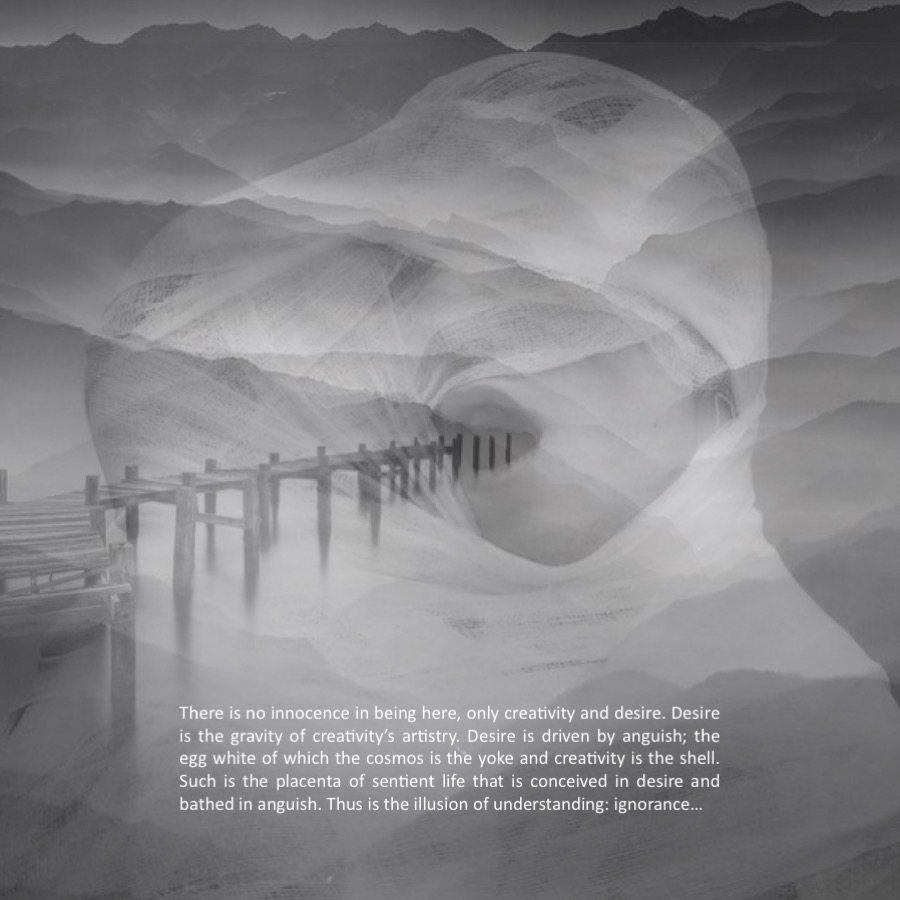 There is no innocence in being here, only creativity and desire. Desire
is the gravity of creativity’s artistry. Desire is driven by anguish; the
egg white of which the cosmos is the yoke and creativity is the shell.
Such is the placenta of sentient life that is conceived in desire and
bathed in anguish. Thus is the illusion of understanding: ignorance…